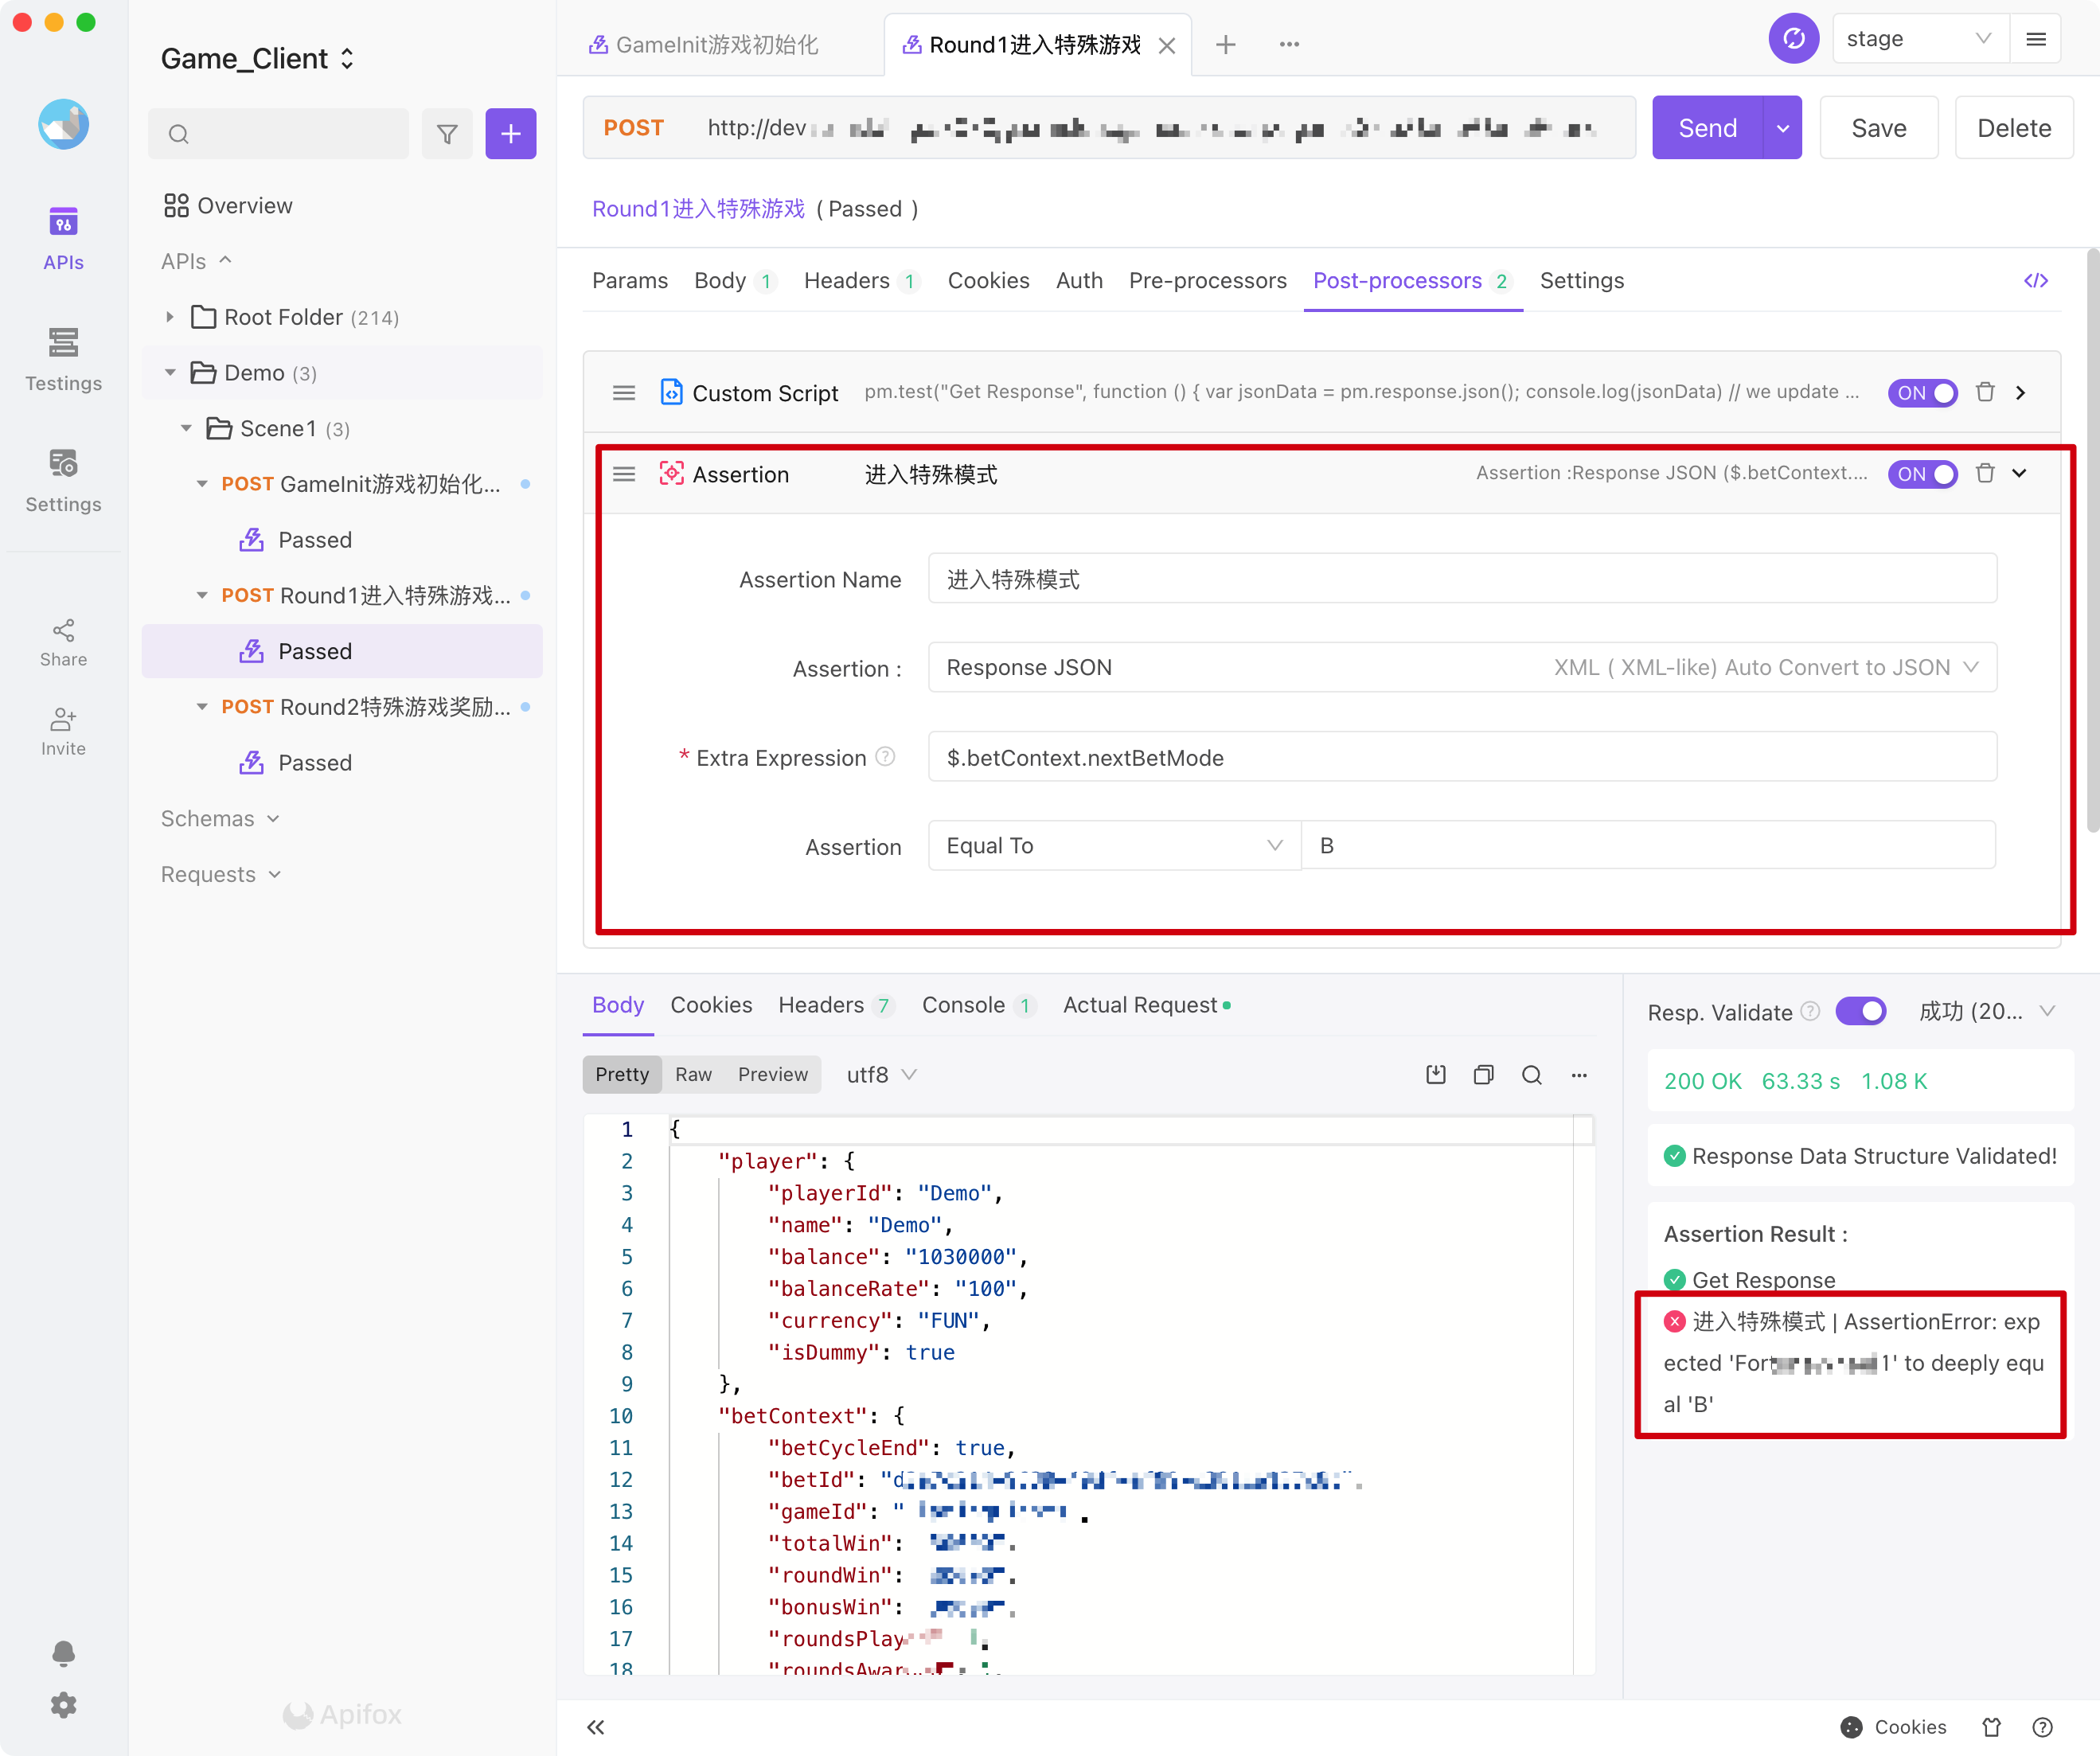 Game_Client
APIs
Testings
Settings
Share
Invite
Overview
APIs
Root Folder (214)
Demo (3)
Scene1 (3)
POST GameInit游戏初始化...
Passed
POST Round1进入特殊游戏...
Passed
POST Round2特殊游戏奖励...
Passed
Schemas
Requests
Apifox
GameInit游戏初始化
Round1进入特殊游戏
stage
POST http://dev
Send
Save
Delete
Round1进入特殊游戏 ( Passed )
Params Body 1 Headers 1 Cookies Auth Pre-processors Post-processors 2 Settings
Custom Script pm.test("Get Response", function () { var jsonData = pm.response.json(); console.log(jsonData) // we update ... ON
Assertion 进入特殊模式 Assertion :Response JSON ($.betContext.... ON
Assertion Name 进入特殊模式
Assertion : Response JSON XML ( XML-like) Auto Convert to JSON
* Extra Expression $.betContext.nextBetMode
Assertion Equal To B
Body Cookies Headers 7 Console 1 Actual Request
Pretty Raw Preview utf8
1 {
2 "player": {
3 "playerId": "Demo",
4 "name": "Demo",
5 "balance": "1030000",
6 "balanceRate": "100",
7 "currency": "FUN",
8 "isDummy": true
9 },
10 "betContext": {
11 "betCycleEnd": true,
12 "betId": "d
13 "gameId": "
14 "totalWin":
15 "roundWin":
16 "bonusWin":
17 "roundsPlay
18 "roundsAwar
Resp. Validate 成功 (20...
200 OK 63.33 s 1.08 K
Response Data Structure Validated!
Assertion Result :
Get Response
进入特殊模式 | AssertionError: exp
ected 'For 1' to deeply equ
al 'B'
Cookies